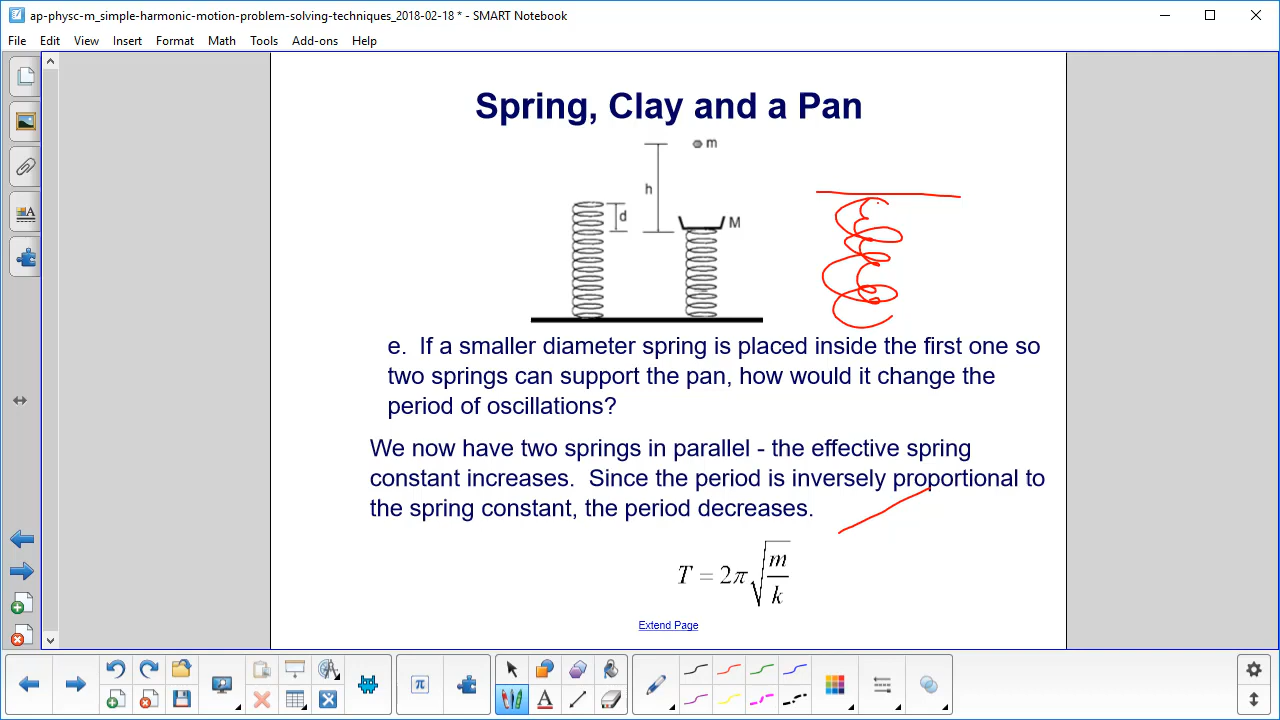 ap-physc-m_simple-harmonic-motion-problem-solving-techniques_2018-02-18 * - SMART Notebook
File Edit View Insert Format Math Tools Add-ons Help
Spring, Clay and a Pan
m
h
d
M
e. If a smaller diameter spring is placed inside the first one so
two springs can support the pan, how would it change the
period of oscillations?
We now have two springs in parallel - the effective spring
constant increases. Since the period is inversely proportional to
the spring constant, the period decreases.
T = 2π√(m/k)
Extend Page
π
A